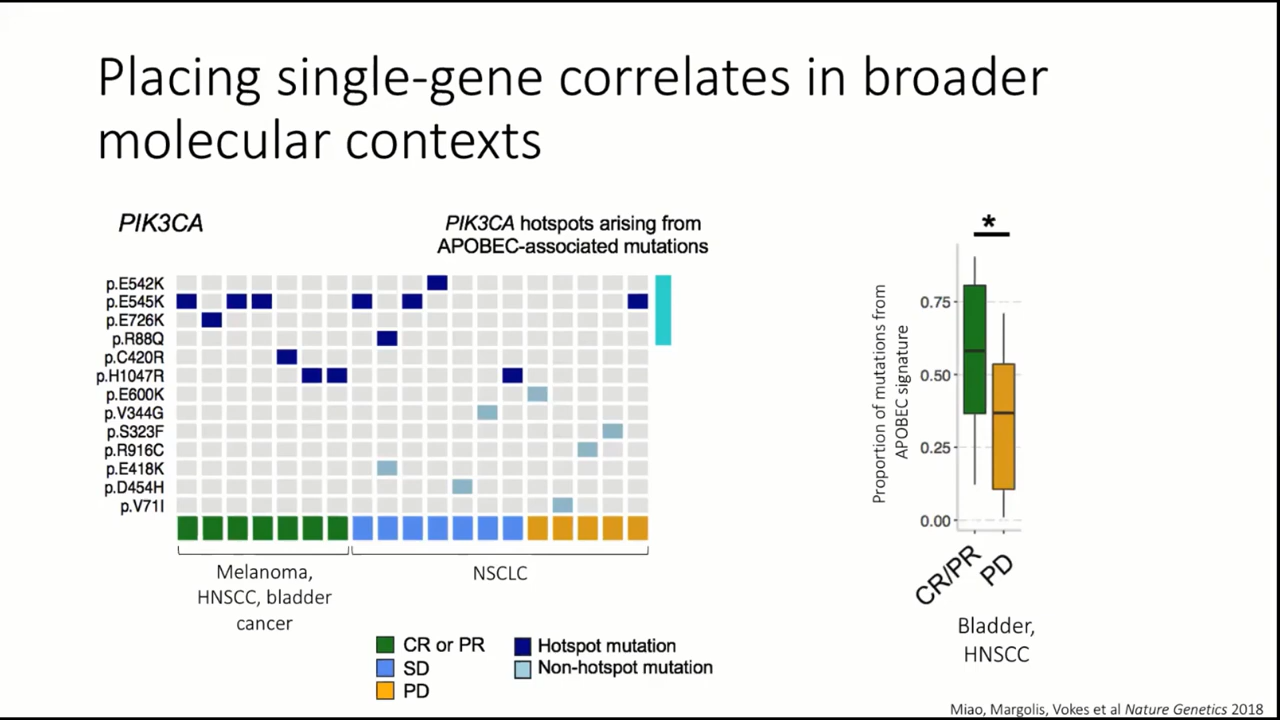 Placing single-gene correlates in broader
molecular contexts
PIK3CA
PIK3CA hotspots arising from
APOBEC-associated mutations
p.E542K
p.E545K
p.E726K
p.R88Q
p.C420R
p.H1047R
p.E600K
p.V344G
p.S323F
p.R916C
p.E418K
p.D454H
p.V71I
Melanoma,
HNSCC, bladder
cancer
NSCLC
CR or PR
SD
PD
Hotspot mutation
Non-hotspot mutation
*
Proportion of mutations from
APOBEC signature
0.75
0.50
0.25
0.00
CR/PR
PD
Bladder,
HNSCC
Miao, Margolis, Vokes et al Nature Genetics 2018